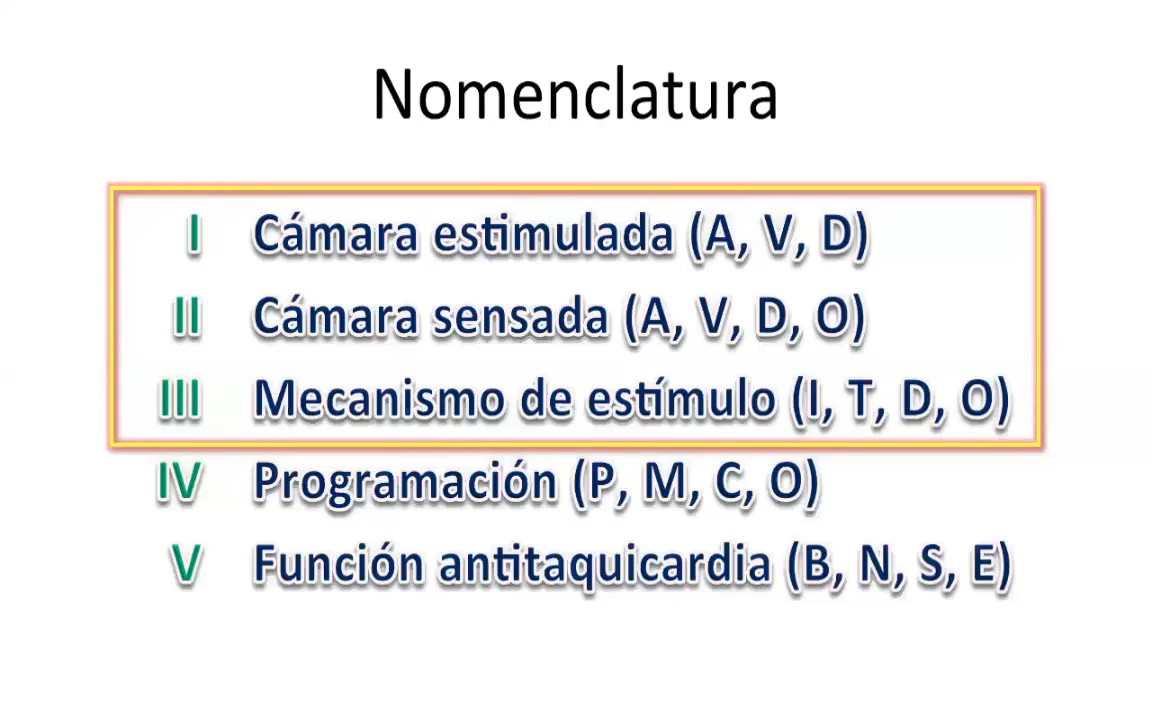 Nomenclatura
I Cámara estimulada (A, V, D)
II Cámara sensada (A, V, D, O)
III Mecanismo de estímulo (I, T, D, O)
IV Programación (P, M, C, O)
V Función antitaquicardia (B, N, S, E)